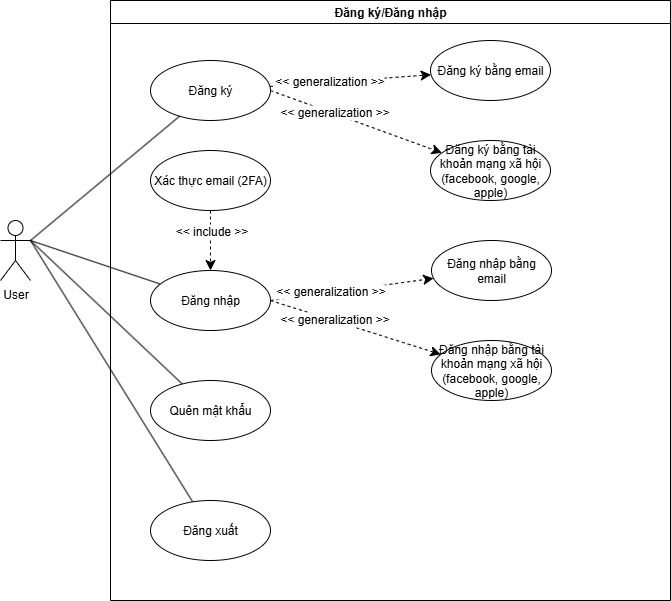 Đăng ký/Đăng nhập
Đăng ký
<< generalization >>
Đăng ký bằng email
<< generalization >>
Đăng ký bằng tài
khoản mạng xã hội
(facebook, google,
apple)
Xác thực email (2FA)
<< include >>
User
Đăng nhập
<< generalization >>
Đăng nhập bằng
email
<< generalization >>
Đăng nhập bằng tài
khoản mạng xã hội
(facebook, google,
apple)
Quên mật khẩu
Đăng xuất